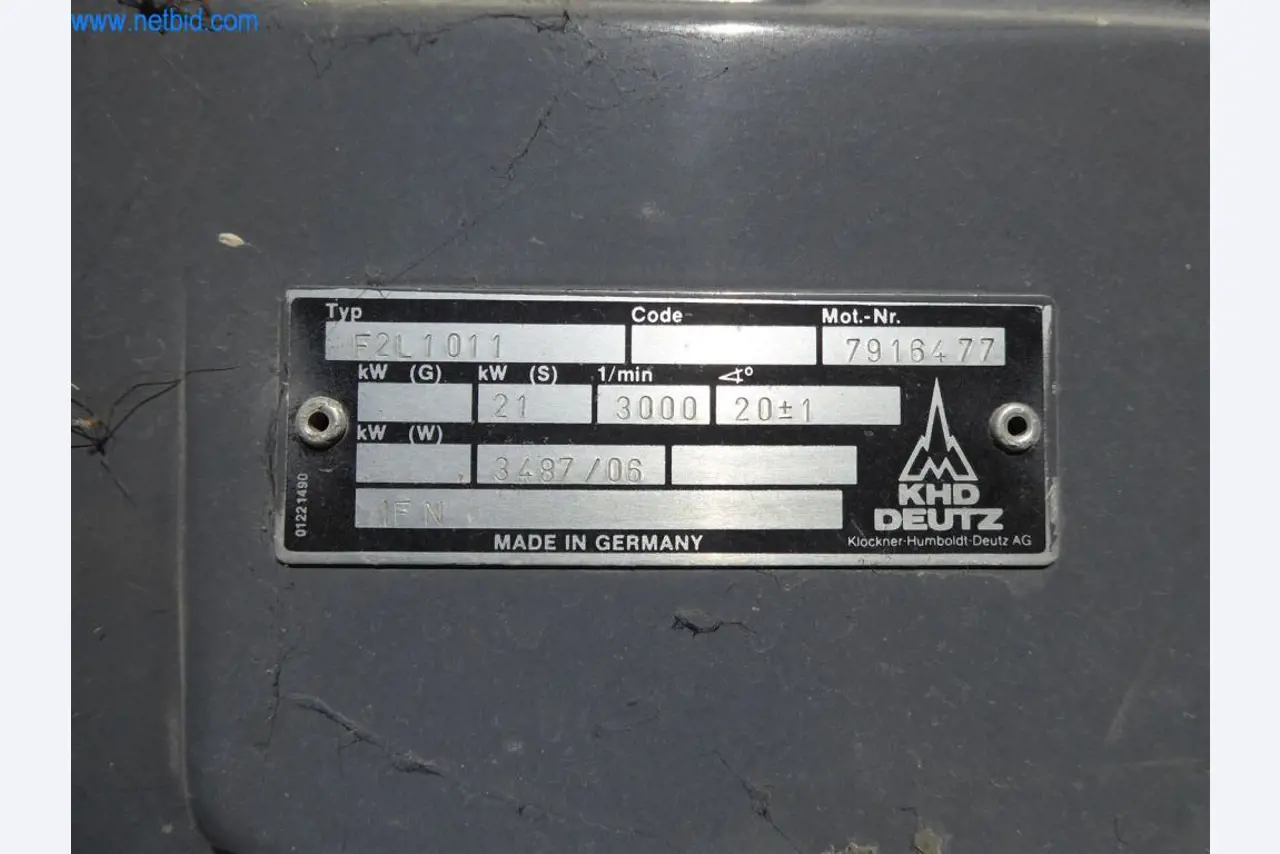 www.netbid.com
Typ Code Mot.-Nr.
F2L1011 7916477
kW (G) kW (S) 1/min ∢°
21 3000 20±1
kW (W)
3487/06
1FN
01221490
KHD
DEUTZ
MADE IN GERMANY
Klöckner-Humboldt-Deutz AG